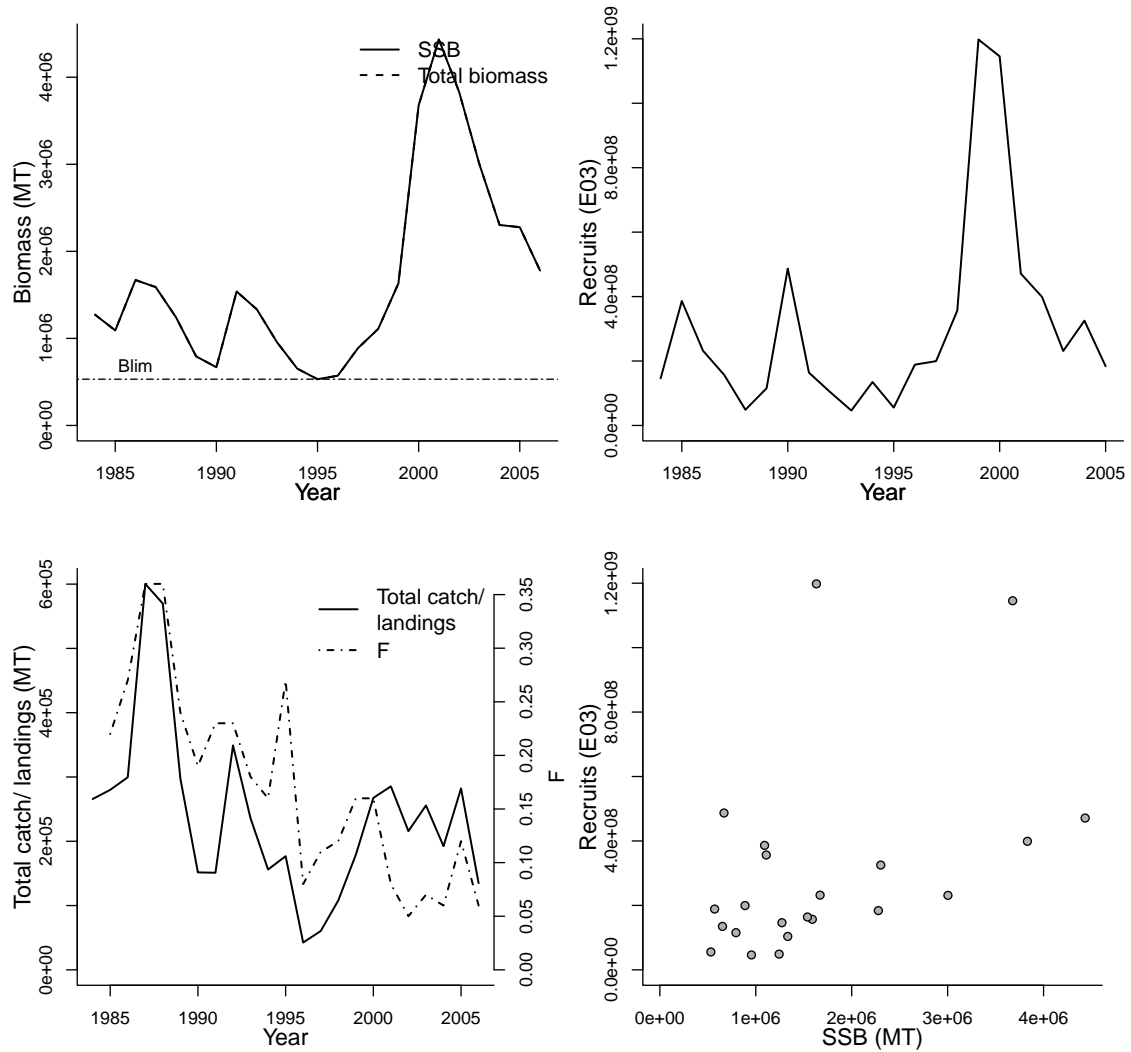 SSB
Total biomass
Biomass (MT)
4e+06
3e+06
2e+06
1e+06
0e+00
Blim
1985 1990 1995 2000 2005
Year
Recruits (E03)
1.2e+09
8.0e+08
4.0e+08
0.0e+00
1985 1990 1995 2000 2005
Year
Total catch/ landings (MT)
6e+05
4e+05
2e+05
0e+00
Total catch/
landings
F
0.35
0.30
0.25
0.20
0.15
0.10
0.05
0.00
F
1985 1990 1995 2000 2005
Year
Recruits (E03)
1.2e+09
8.0e+08
4.0e+08
0.0e+00
0e+00 1e+06 2e+06 3e+06 4e+06
SSB (MT)